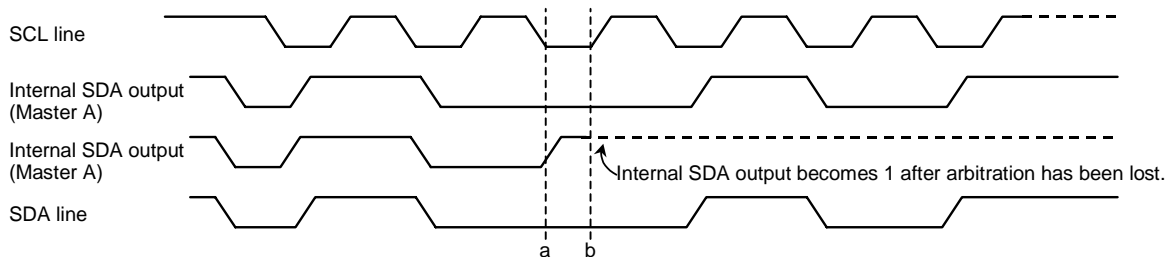 SCL line
Internal SDA output
(Master A)
Internal SDA output
(Master A)
Internal SDA output becomes 1 after arbitration has been lost.
SDA line
a
b